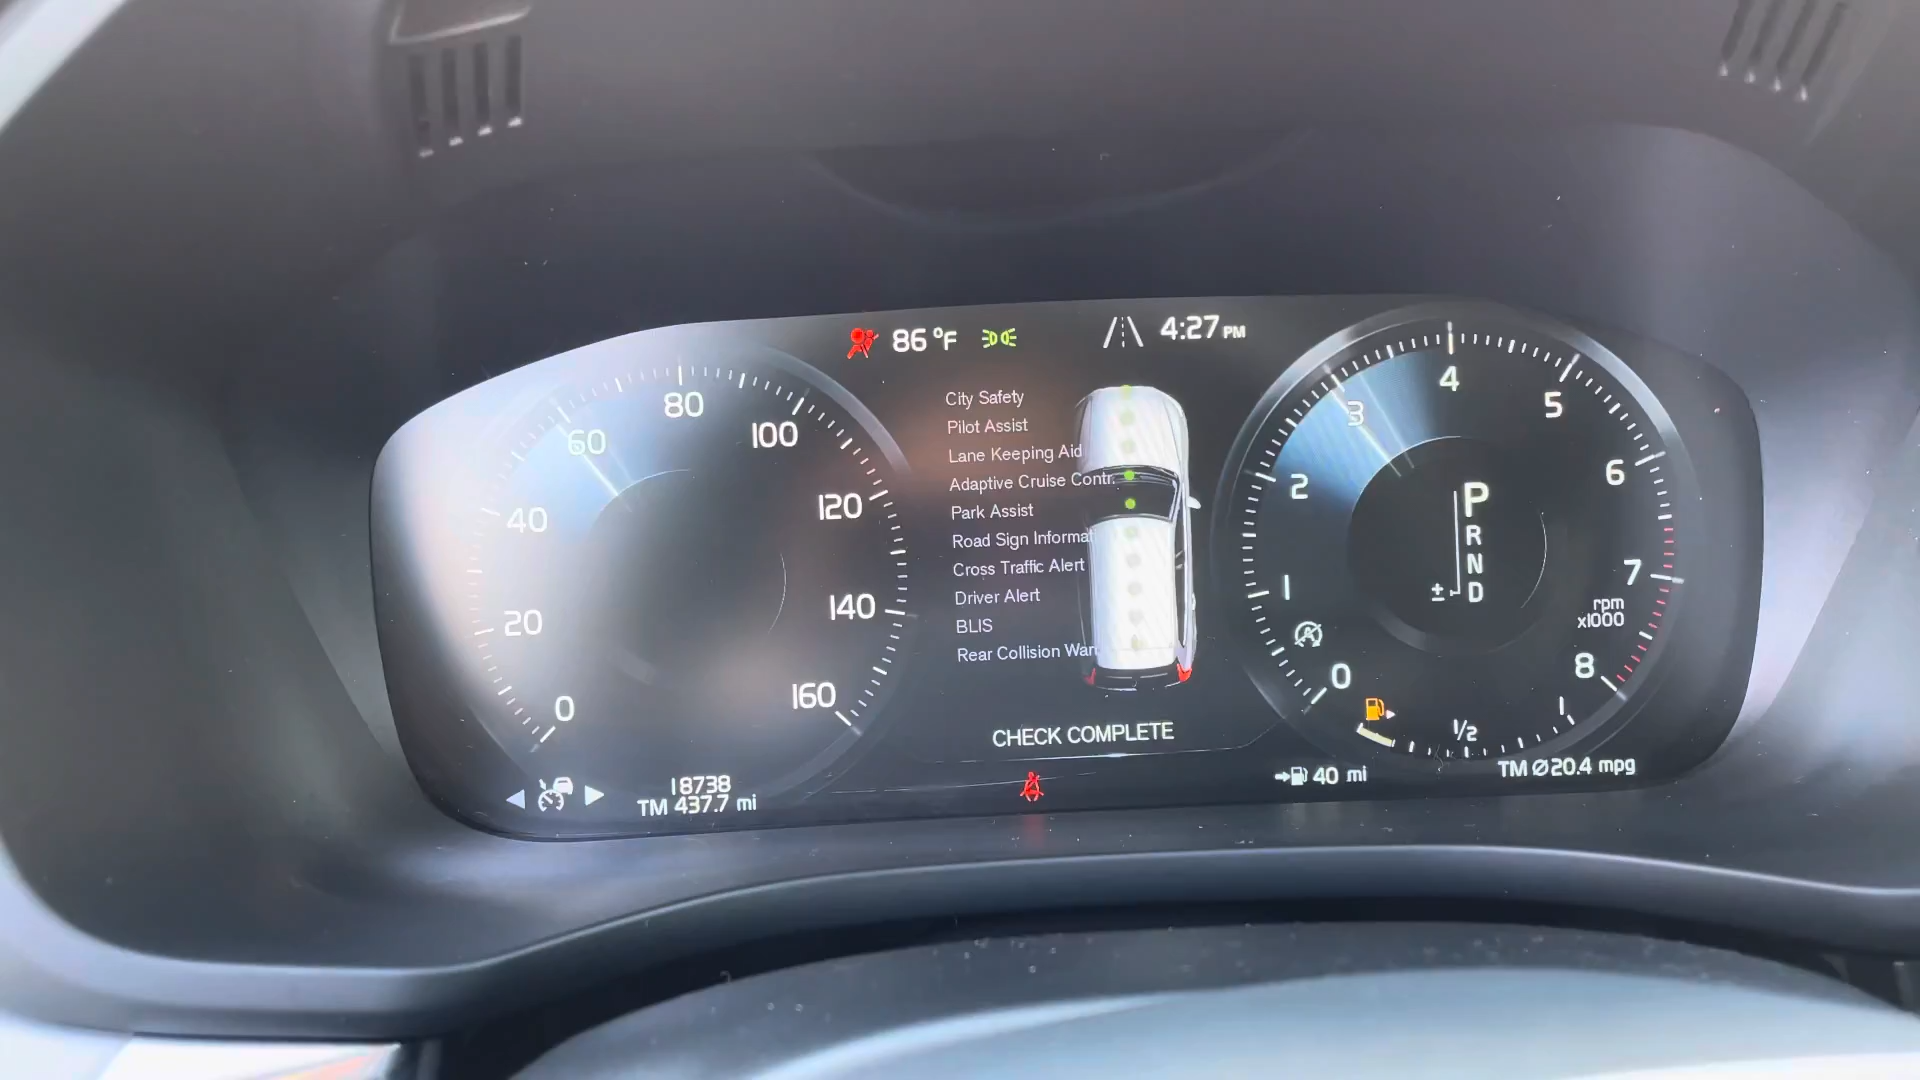 86 °F
4:27 PM
City Safety
Pilot Assist
Lane Keeping Aid
Adaptive Cruise Contr.
Park Assist
Road Sign Informat
Cross Traffic Alert
Driver Alert
BLIS
Rear Collision Warn
CHECK COMPLETE
0
20
40
60
80
100
120
140
160
18738
TM 437.7 mi
0
1
2
3
4
5
6
7
8
rpm
x1000
P
R
N
D
±
A
1/2
1
40 mi
TM Ø20.4 mpg